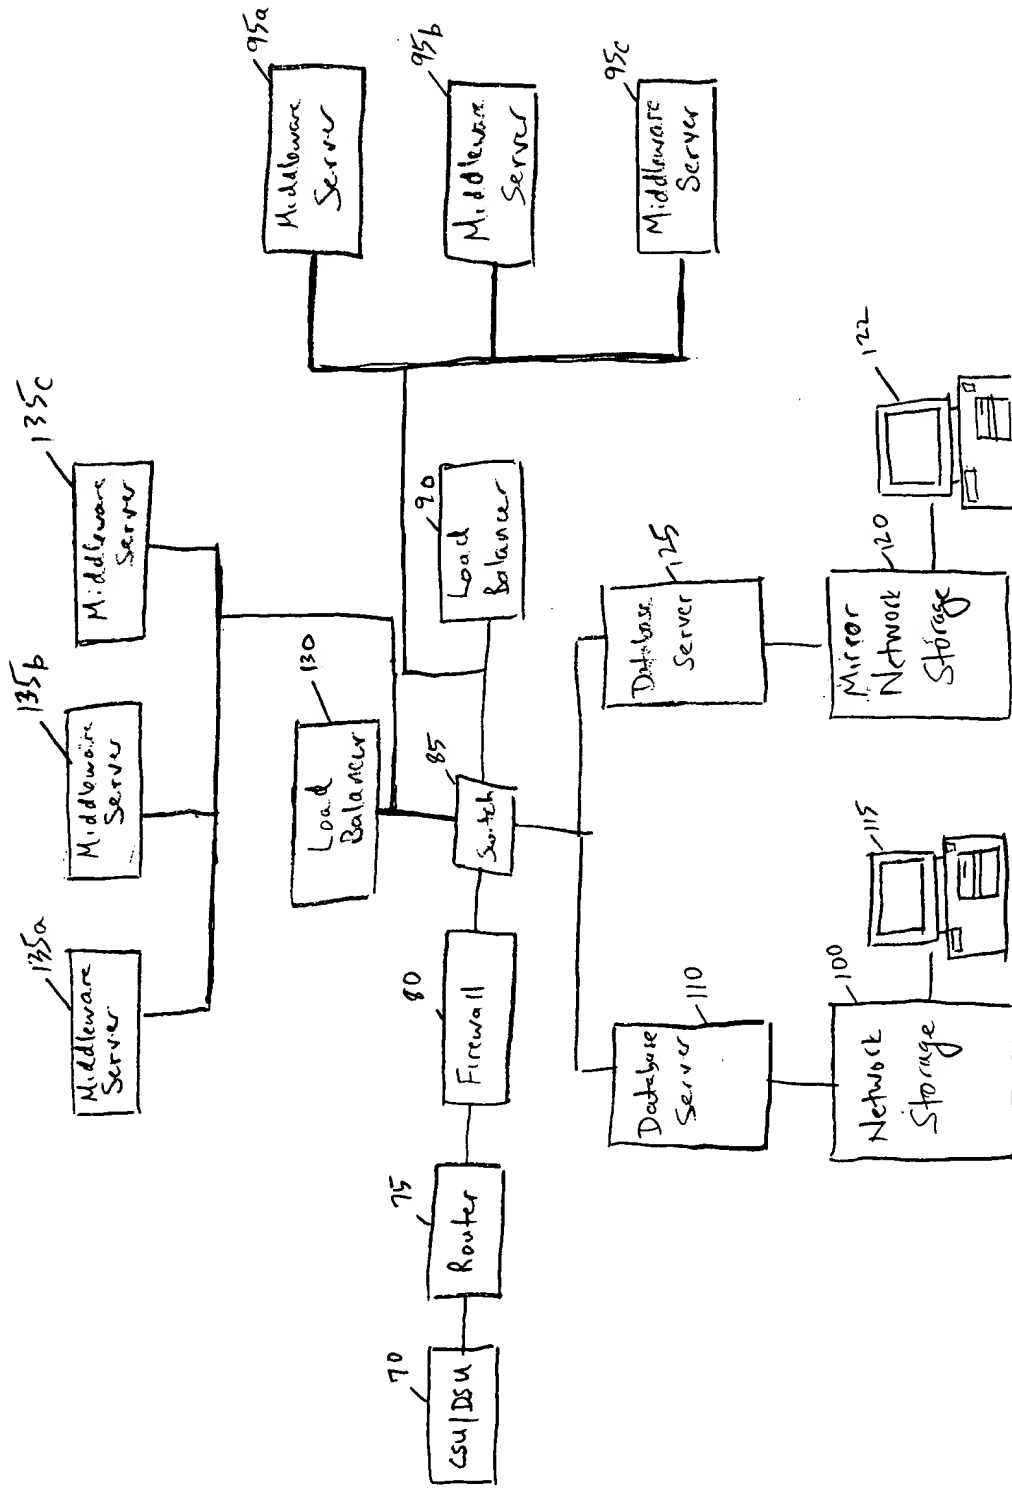 135a
Middleware
Server
135b
Middleware
Server
135c
Middleware
Server
95a
Middleware
Server
95b
Middleware
Server
95c
Middleware
Server
130
Load
Balancer
90
Load
Balancer
70
CSU/DSU
75
Router
80
Firewall
85
Switch
110
Database
Server
125
Database
Server
100
Network
Storage
115
120
Mirror
Network
Storage
122